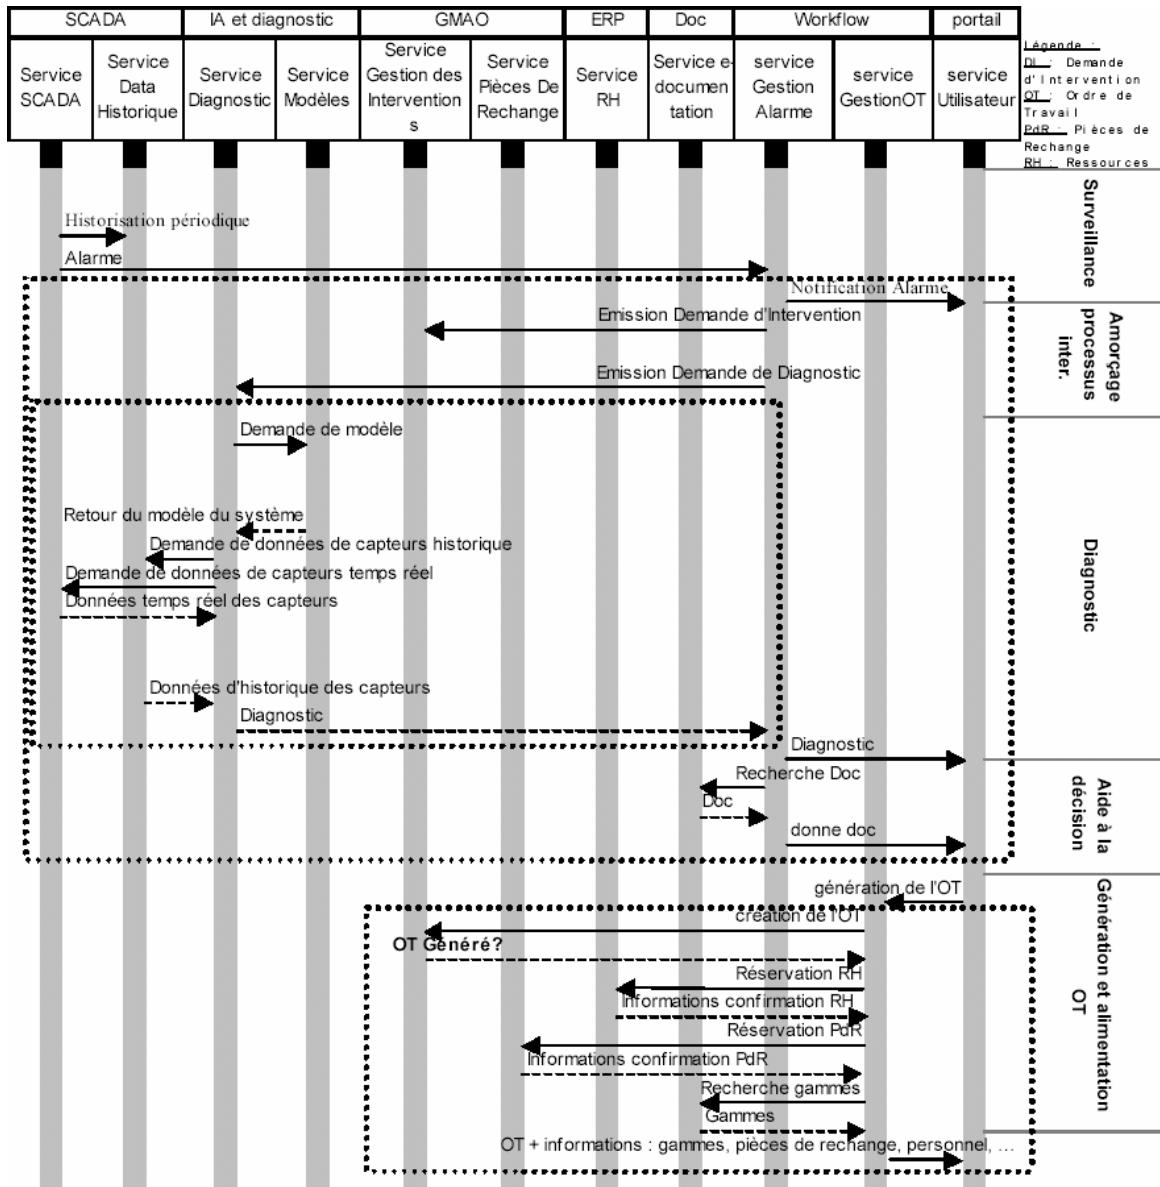 SCADA
IA et diagnostic
GMAO
ERP
Doc
Workflow
portail
Service
SCADA
Service
Data
Historique
Service
Diagnostic
Service
Modèles
Service
Gestion des
Intervention
s
Service
Pièces De
Rechange
Service
RH
Service e-
documen
tation
service
Gestion
Alarme
service
GestionOT
service
Utilisateur
Légende :
DI : Demande
d'Intervention
OT : Ordre de
Travail
PdR : Pièces de
Rechange
RH : Ressources
Historisation périodique
Alarme
Notification Alarme
Surveillance
Emission Demande d'Intervention
Emission Demande de Diagnostic
Amorçage
processus
inter.
Demande de modèle
Retour du modèle du système
Demande de données de capteurs historique
Demande de données de capteurs temps réel
Données temps réel des capteurs
Données d'historique des capteurs
Diagnostic
Diagnostic
Diagnostic
Recherche Doc
Doc
donne doc
Aide à la
décision
génération de l'OT
création de l'OT
OT Généré?
Réservation RH
Informations confirmation RH
Réservation PdR
Informations confirmation PdR
Recherche gammes
Gammes
OT + informations : gammes, pièces de rechange, personnel, ...
Génération et alimentation
OT